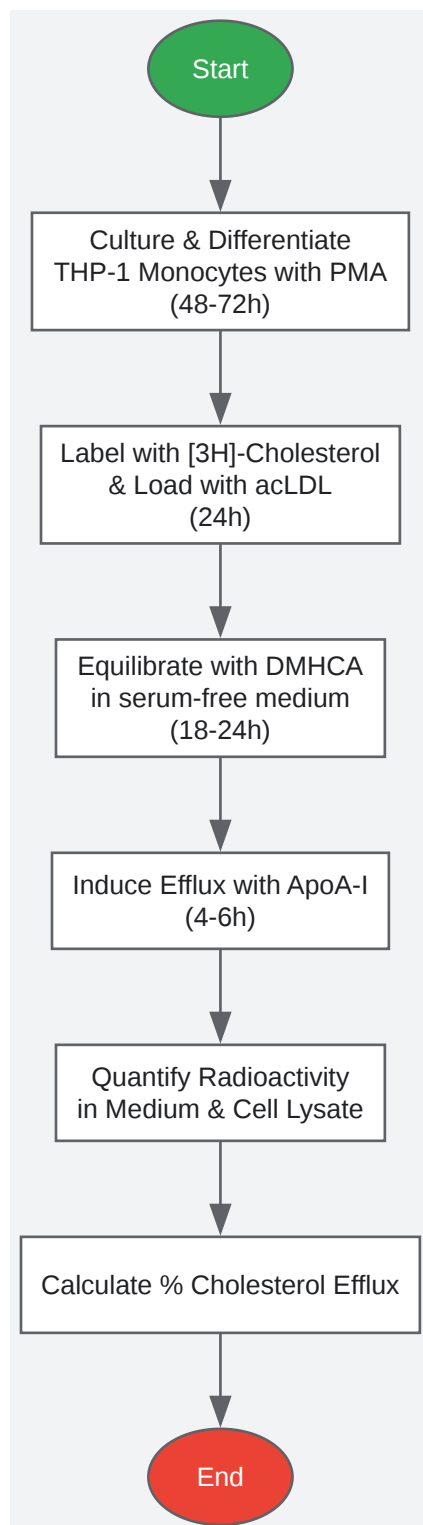 Start
Culture & Differentiate
THP-1 Monocytes with PMA
(48-72h)
Label with [3H]-Cholesterol
& Load with acLDL
(24h)
Equilibrate with DMHCA
in serum-free medium
(18-24h)
Induce Efflux with ApoA-I
(4-6h)
Quantify Radioactivity
in Medium & Cell Lysate
Calculate % Cholesterol Efflux
End